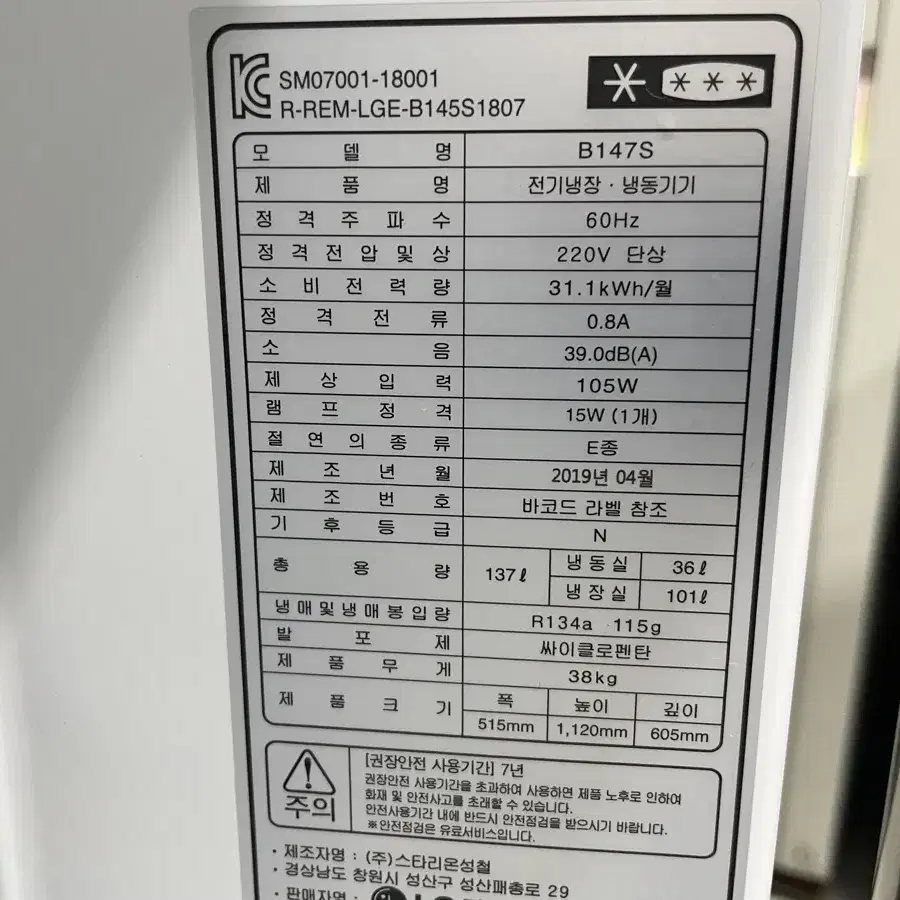 SM07001-18001
R-REM-LGE-B145S1807
모 델 명 B147S
제 품 명 전기냉장·냉동기기
정 격 주 파 수 60Hz
정 격 전 압 및 상 220V 단상
소 비 전 력 량 31.1kWh/월
정 격 전 류 0.8A
소 음 39.0dB(A)
제 상 입 력 105W
램 프 정 격 15W (1개)
절 연 의 종 류 E종
제 조 년 월 2019년 04월
제 조 번 호 바코드 라벨 참조
기 후 등 급 N
총 용 량 137ℓ 냉동실 36ℓ
냉장실 101ℓ
냉 매 및 냉 매 봉 입 량 R134a 115g
발 포 제 싸이클로펜탄
제 품 무 게 38kg
제 품 크 기 폭 높이 깊이
515mm 1,120mm 605mm
주의
[권장안전 사용기간] 7년
권장안전 사용기간을 초과하여 사용하면 제품 노후로 인하여
화재 및 안전사고를 초래할 수 있습니다.
안전사용기간 내에 반드시 안전점검을 받으시기 바랍니다.
※안전점검은 유료서비스입니다.
• 제조자명 : (주)스타리온성철
• 경상남도 창원시 성산구 성산패총로 29
• 판매자명 :